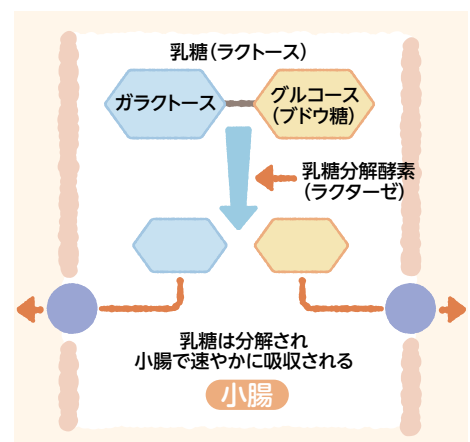 乳糖（ラクトース）
ガラクトース
グルコース
（ブドウ糖）
乳糖分解酵素
（ラクターゼ）
乳糖は分解され
小腸で速やかに吸収される
小腸